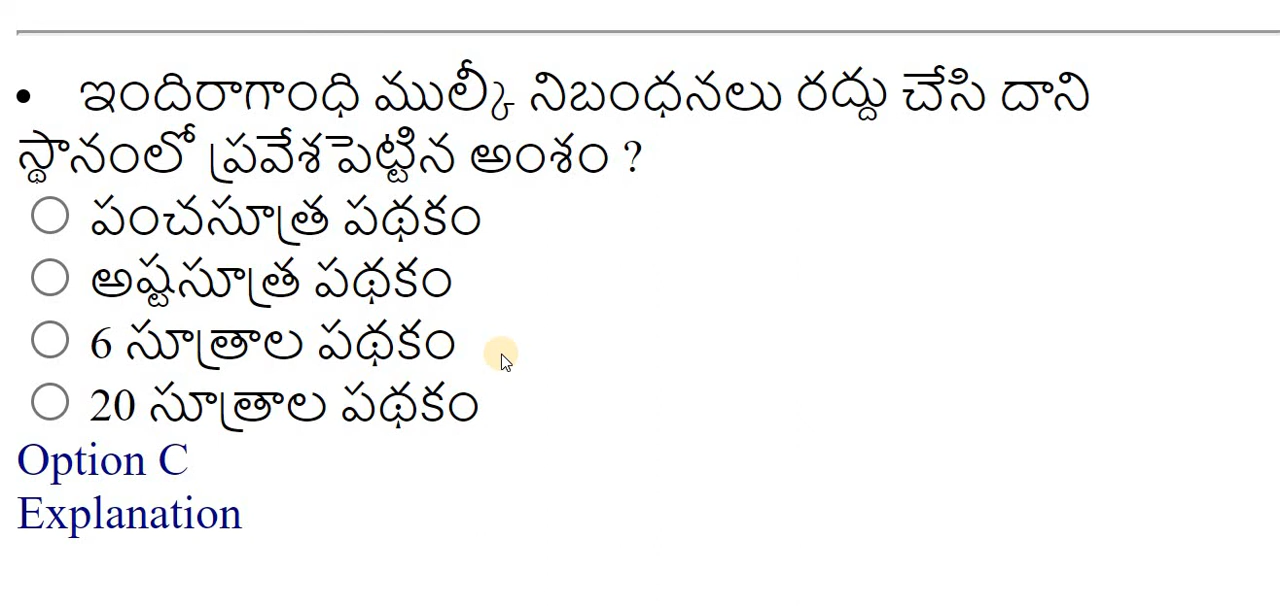 • ఇందిరాగాంధి ముల్కీ నిబంధనలు రద్దు చేసి దాని
స్థానంలో ప్రవేశపెట్టిన అంశం ?
పంచసూత్ర పథకం
అష్టసూత్ర పథకం
6 సూత్రాల పథకం
20 సూత్రాల పథకం
Option C
Explanation